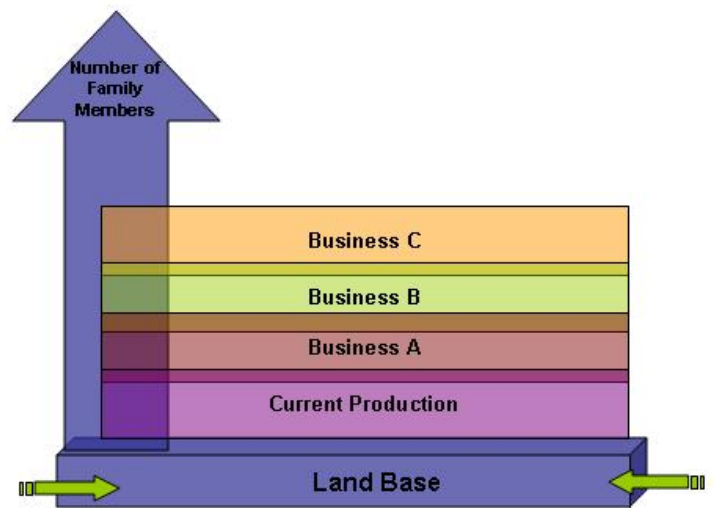 Number of
Family
Members
Business C
Business B
Business A
Current Production
Land Base